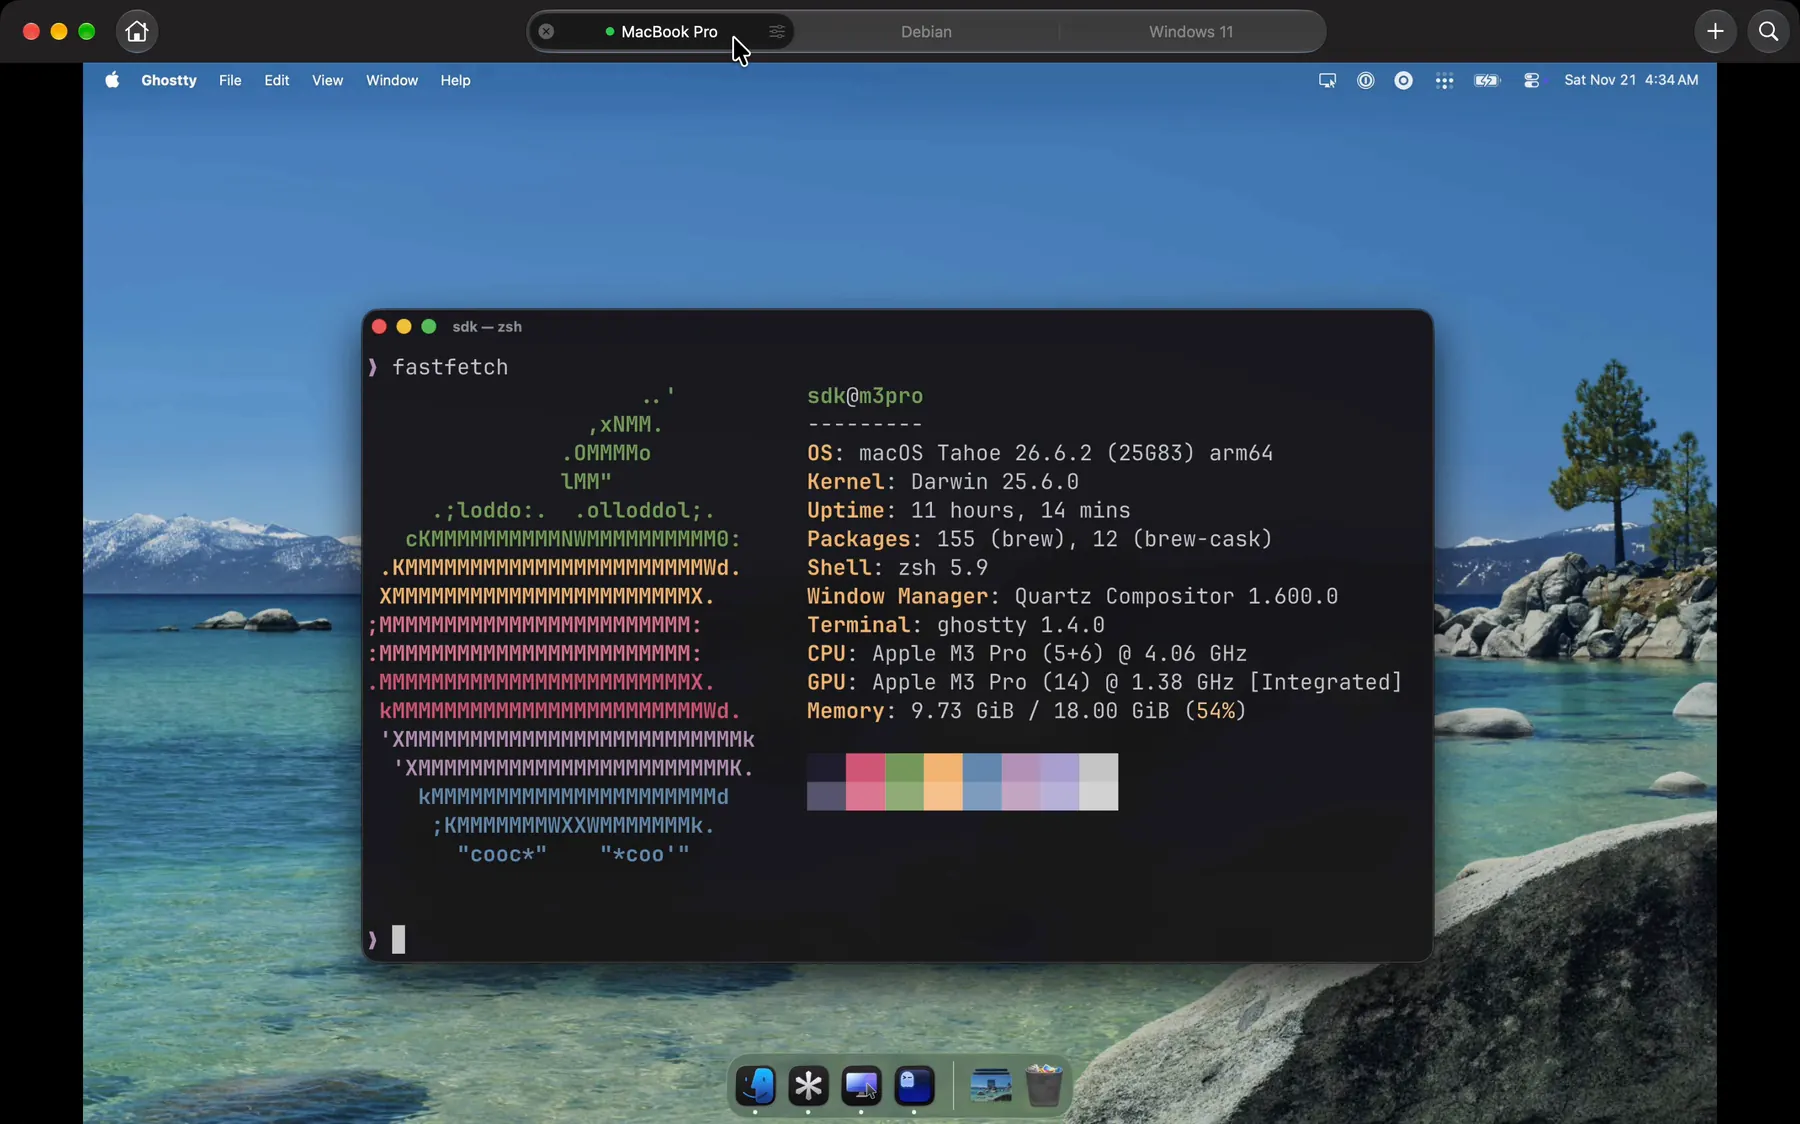 MacBook Pro
Debian
Windows 11
Ghostty File Edit View Window Help
Sat Nov 21 4:34 AM
sdk — zsh
❫ fastfetch
..'
,xNMM.
.OMMMMo
lMM"
.;loddo:. .olloddol;.
cKMMMMMMMMMMNWMMMMMMMMMM0:
.KMMMMMMMMMMMMMMMMMMMMMMMWd.
XMMMMMMMMMMMMMMMMMMMMMMMX.
;MMMMMMMMMMMMMMMMMMMMMMMM:
:MMMMMMMMMMMMMMMMMMMMMMMM:
.MMMMMMMMMMMMMMMMMMMMMMMMX.
kMMMMMMMMMMMMMMMMMMMMMMMMWd.
'XMMMMMMMMMMMMMMMMMMMMMMMMMMk
'XMMMMMMMMMMMMMMMMMMMMMMMMK.
kMMMMMMMMMMMMMMMMMMMMMMd
;KMMMMMMMWXXWMMMMMMMk.
"cooc*" "*coo'"
sdk@m3pro
---------
OS: macOS Tahoe 26.6.2 (25G83) arm64
Kernel: Darwin 25.6.0
Uptime: 11 hours, 14 mins
Packages: 155 (brew), 12 (brew-cask)
Shell: zsh 5.9
Window Manager: Quartz Compositor 1.600.0
Terminal: ghostty 1.4.0
CPU: Apple M3 Pro (5+6) @ 4.06 GHz
GPU: Apple M3 Pro (14) @ 1.38 GHz [Integrated]
Memory: 9.73 GiB / 18.00 GiB (54%)
❫